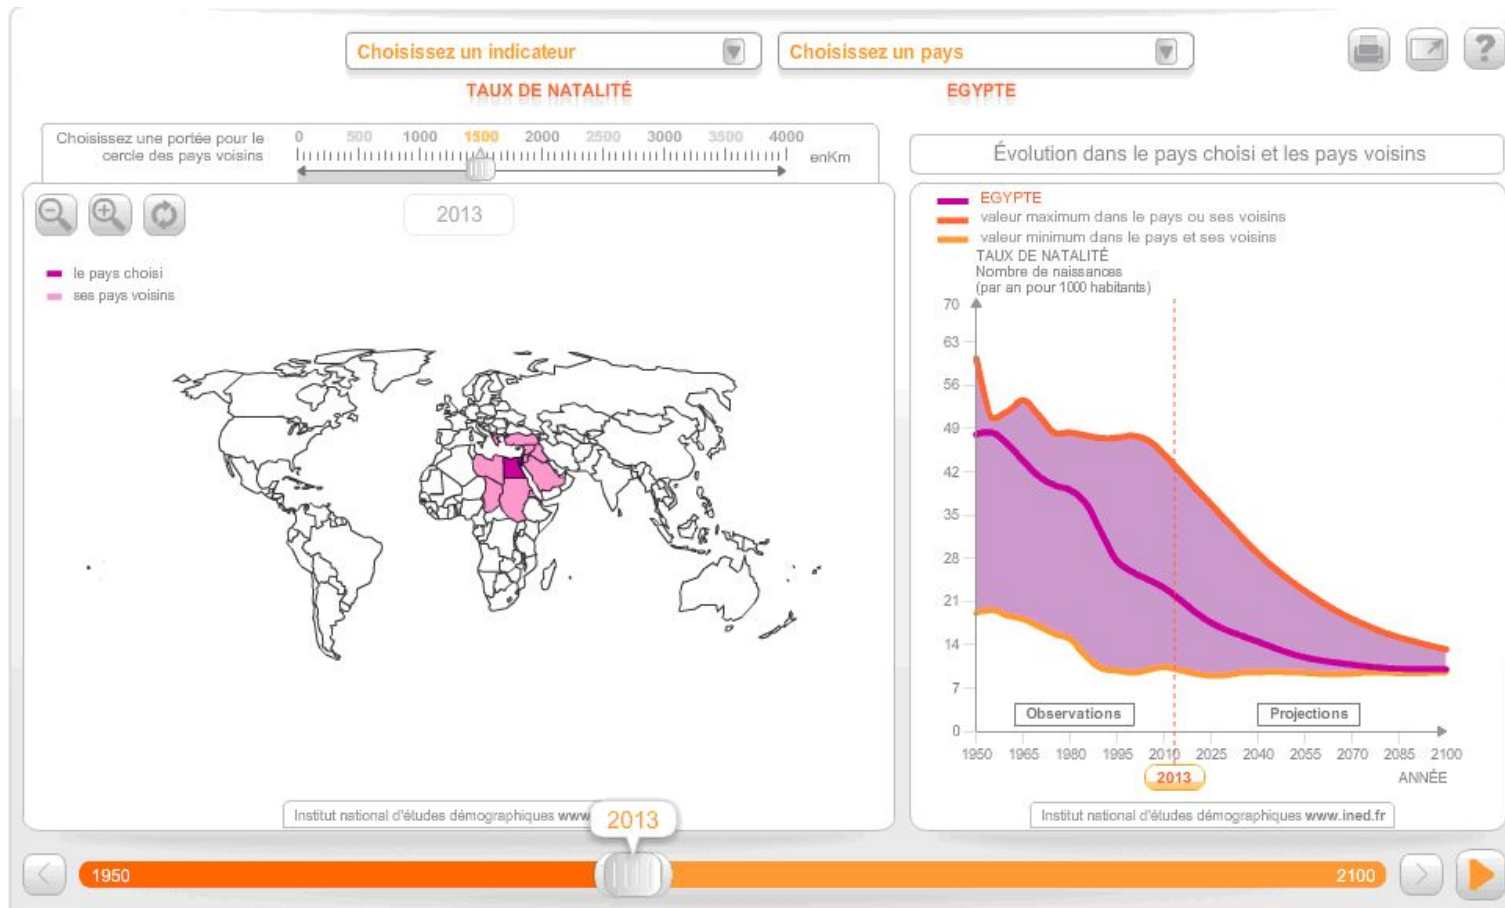 Choisissez un indicateur
Choisissez un pays
TAUX DE NATALITÉ
EGYPTE
Choisissez une portée pour le
cercle des pays voisins
0 500 1000 1500 2000 2500 3000 3500 4000
enKm
Évolution dans le pays choisi et les pays voisins
2013
le pays choisi
ses pays voisins
EGYPTE
valeur maximum dans le pays ou ses voisins
valeur minimum dans le pays et ses voisins
TAUX DE NATALITÉ
Nombre de naissances
(par an pour 1000 habitants)
70
63
56
49
42
35
28
21
14
7
0
Observations
Projections
1950 1965 1980 1995 2010 2025 2040 2055 2070 2085 2100
2013
ANNÉE
Institut national d'études démographiques www.
Institut national d'études démographiques www.ined.fr
2013
1950
2100
?